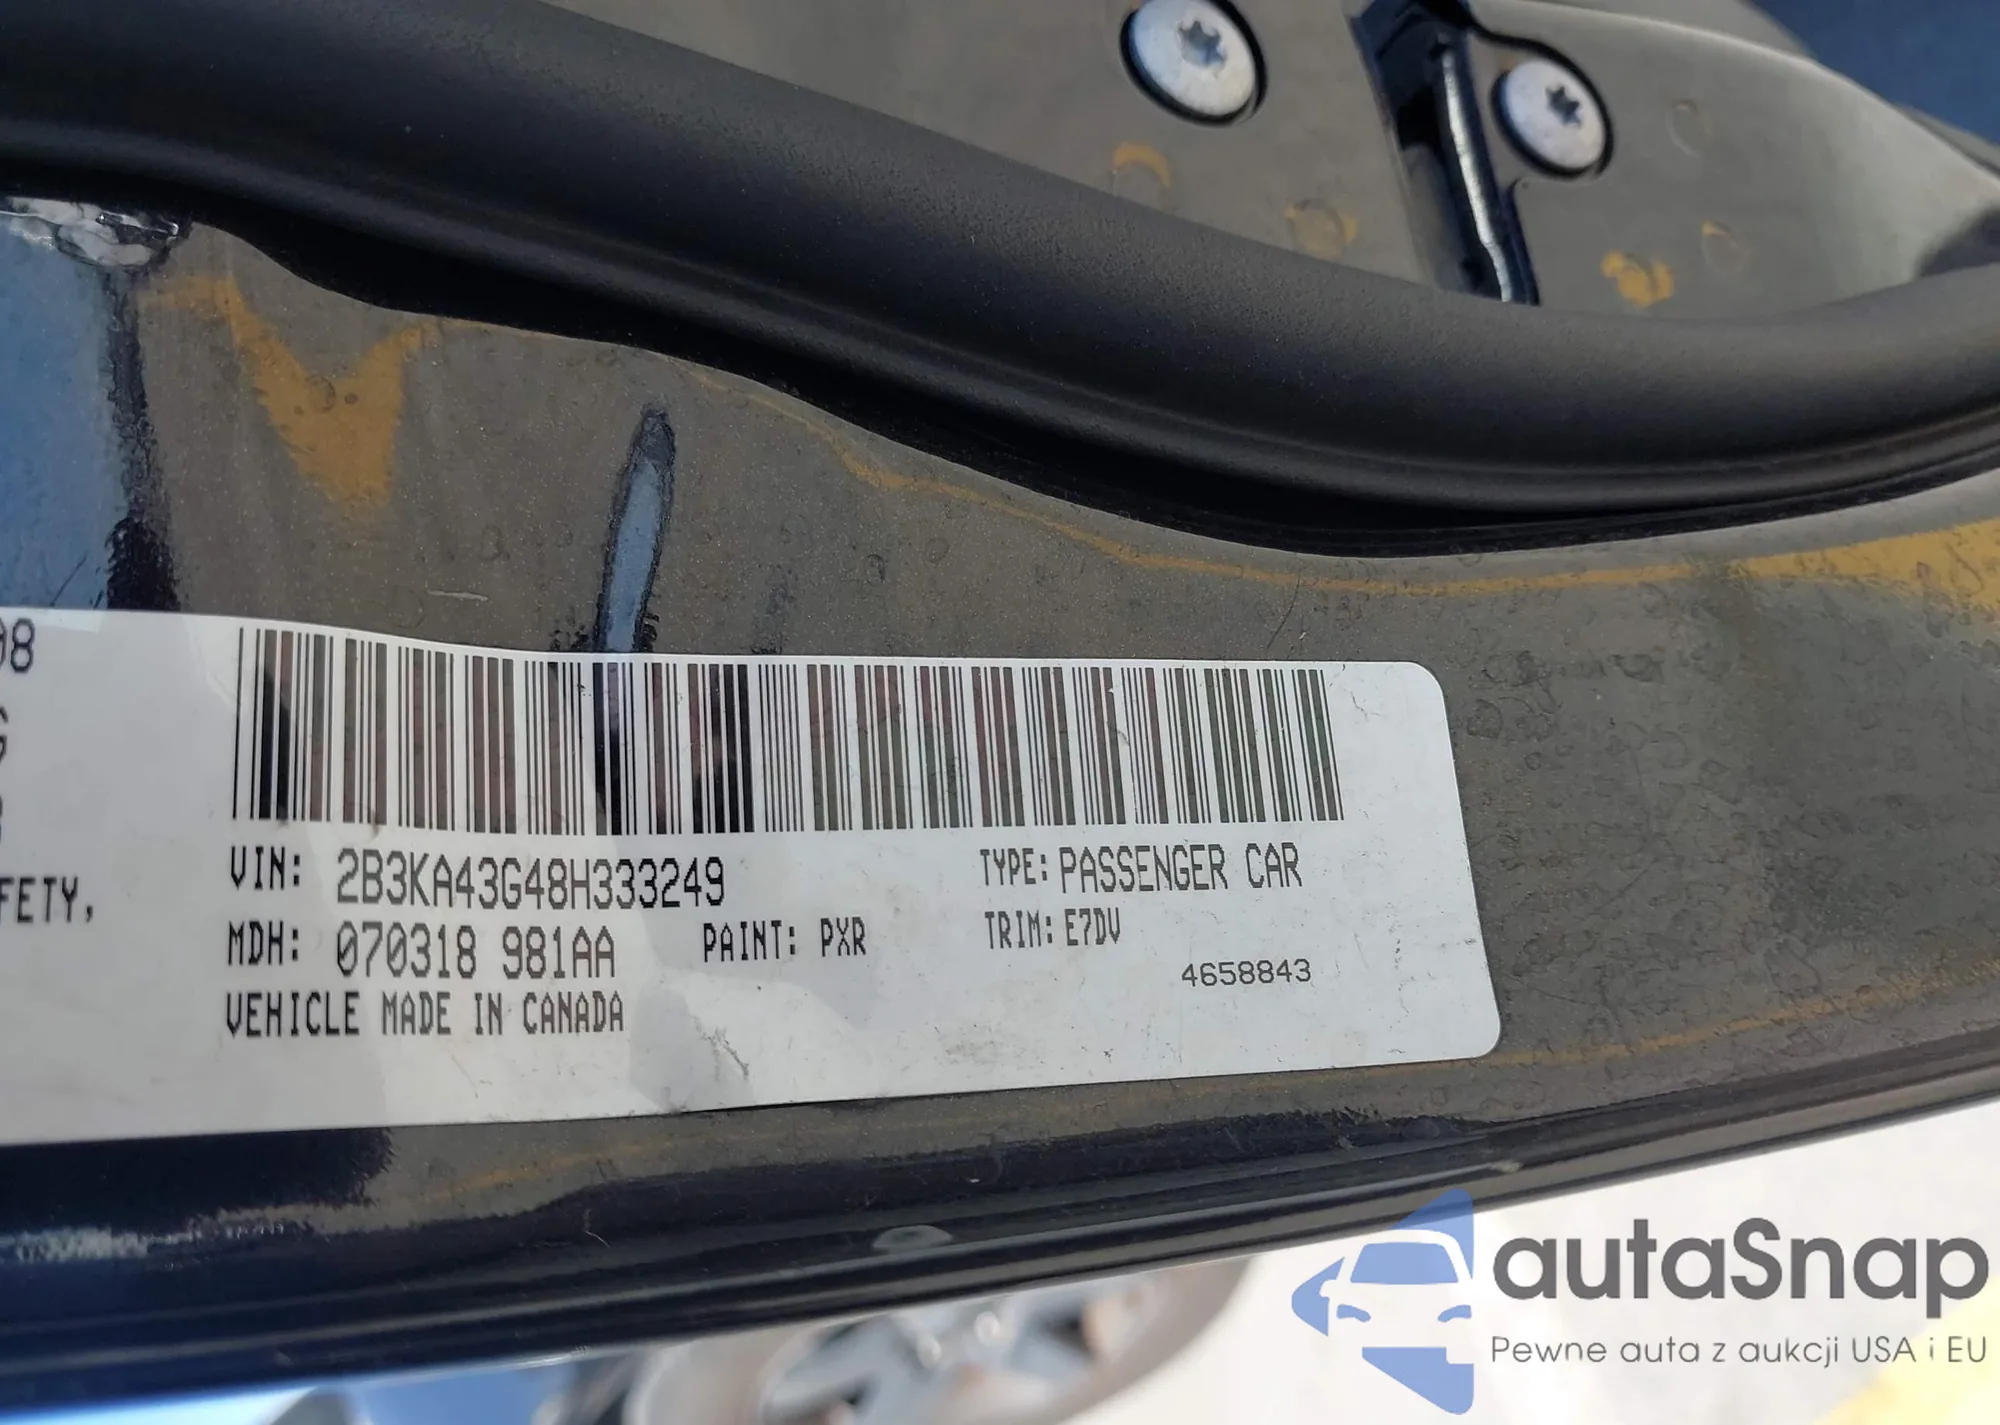 08
FETY,
VIN: 2B3KA43G48H333249
TYPE: PASSENGER CAR
MDH: 070318 981AA
PAINT: PXR
TRIM: E7DV
VEHICLE MADE IN CANADA
4658843
autaSnap
Pewne auta z aukcji USA i EU